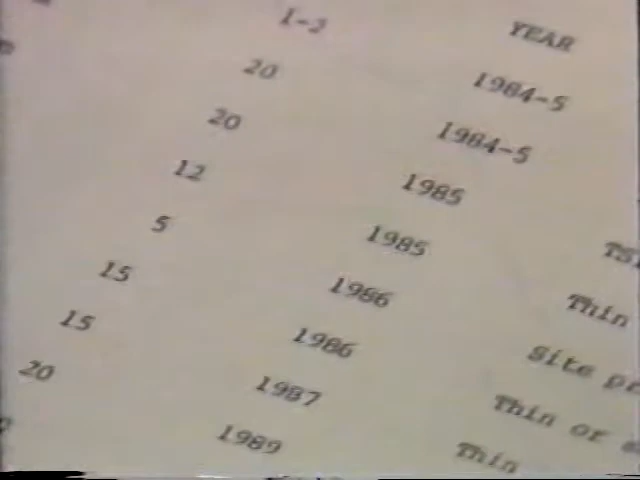 YEAR
1-2 1984-5
20 1984-5
20 1985
12 1985 Thin
5 1986 Site
15 1986 Thin or
15 1987 Thin
20 1989